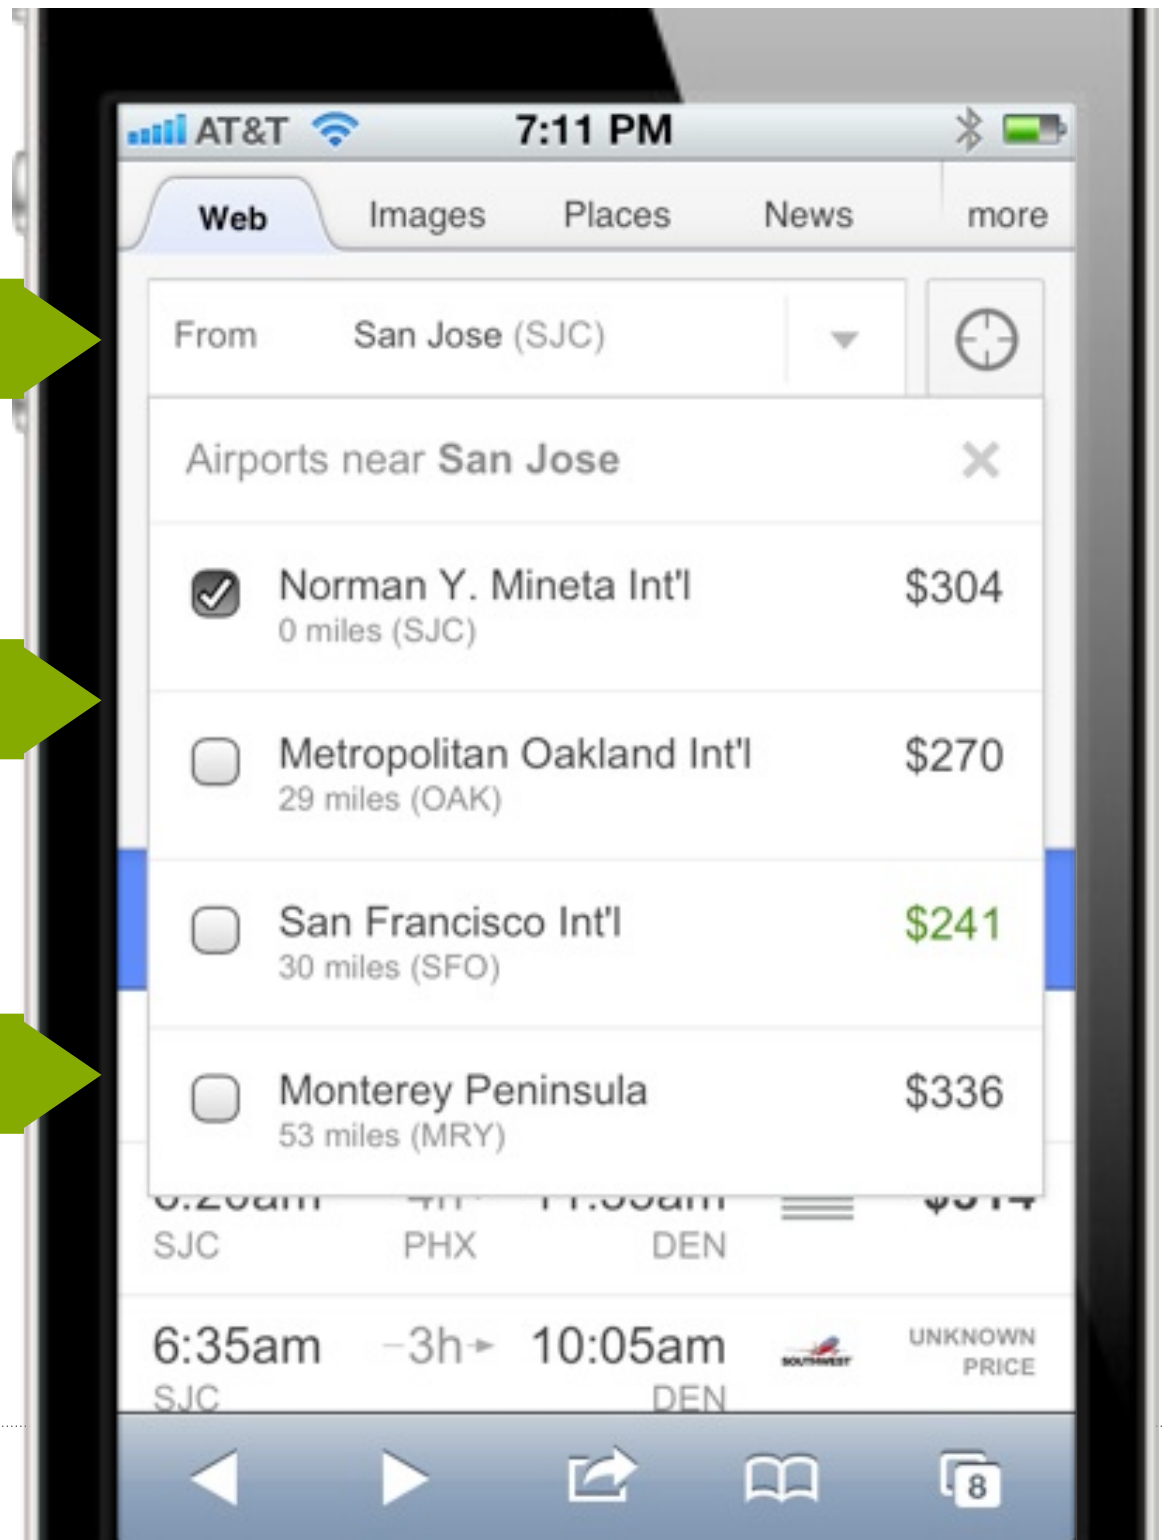 AT&T 7:11 PM
Web Images Places News more
From San Jose (SJC)
Airports near San Jose
Norman Y. Mineta Int'l $304
0 miles (SJC)
Metropolitan Oakland Int'l $270
29 miles (OAK)
San Francisco Int'l $241
30 miles (SFO)
Monterey Peninsula $336
53 miles (MRY)
SJC PHX DEN
6:35am 3h 10:05am SOUTHWEST UNKNOWN
PRICE
SJC DEN
8